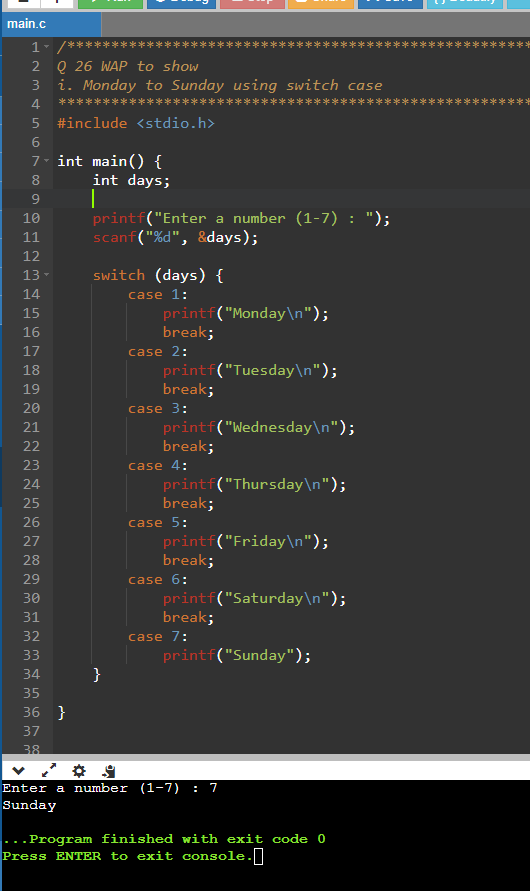 Run Debug Stop Share Save {} Beautify
main.c
1 /******************************************************
2 Q 26 WAP to show
3 i. Monday to Sunday using switch case
4 ******************************************************
5 #include <stdio.h>
6
7 int main() {
8 int days;
9
10 printf("Enter a number (1-7) : ");
11 scanf("%d", &days);
12
13 switch (days) {
14 case 1:
15 printf("Monday\n");
16 break;
17 case 2:
18 printf("Tuesday\n");
19 break;
20 case 3:
21 printf("Wednesday\n");
22 break;
23 case 4:
24 printf("Thursday\n");
25 break;
26 case 5:
27 printf("Friday\n");
28 break;
29 case 6:
30 printf("Saturday\n");
31 break;
32 case 7:
33 printf("Sunday");
34 }
35
36 }
37
38
Enter a number (1-7) : 7
Sunday
...Program finished with exit code 0
Press ENTER to exit console.